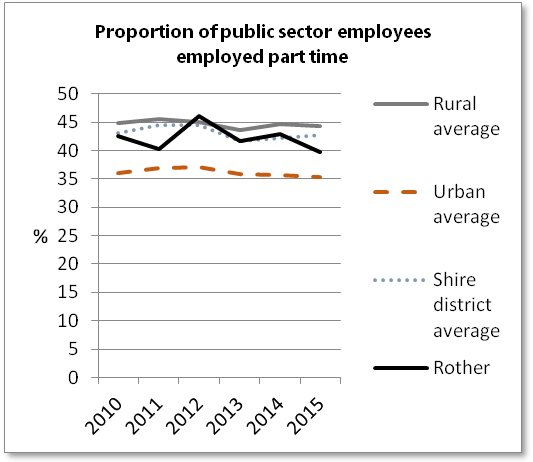 Proportion of public sector employees
employed part time
50
45
40
35
30
25
20
15
10
5
0
%
2010
2011
2012
2013
2014
2015
Rural
average
Urban
average
Shire
district
average
Rother